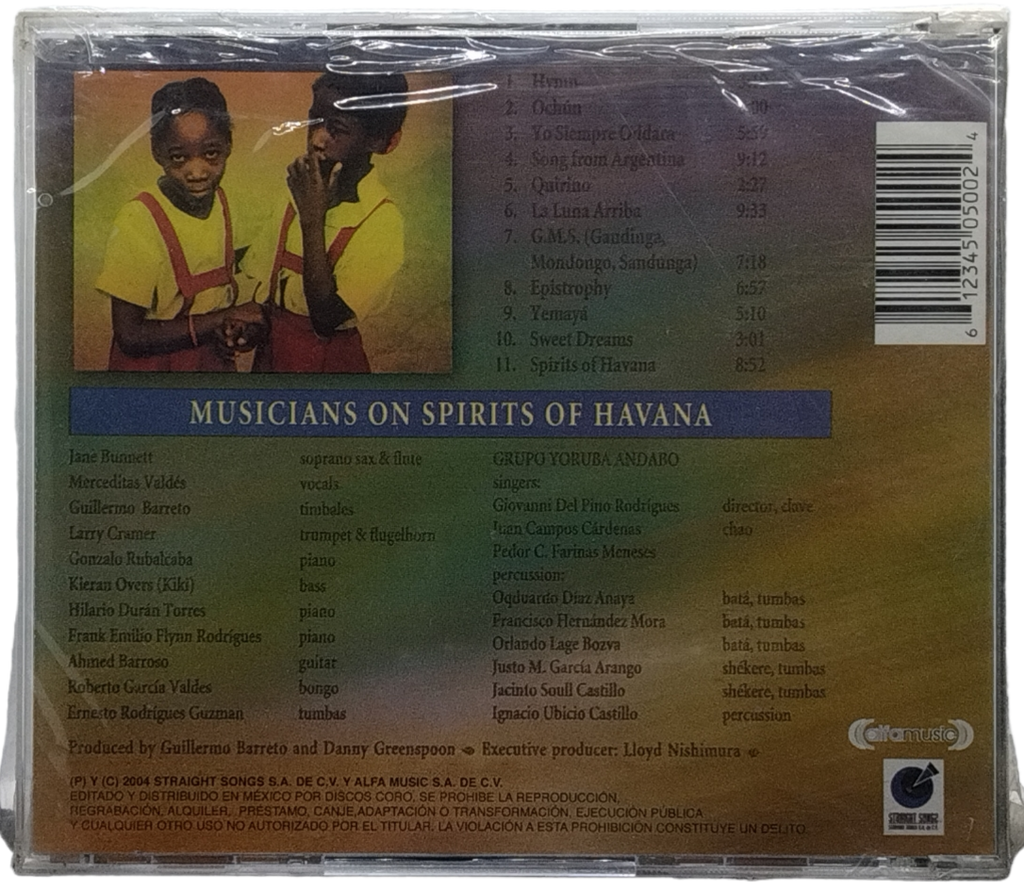 1. Hymn
2. Ochún :00
3. Yo Siempre Oddara 5:59
4. Song from Argentina 9:12
5. Quirino 2:27
6. La Luna Arriba 9:33
7. G.M.S. (Gandinga,
Mondongo, Sandunga) 7:18
8. Epistrophy 6:57
9. Yemayá 5:10
10. Sweet Dreams 3:01
11. Spirits of Havana 8:52
6 12345 05002 4
MUSICIANS ON SPIRITS OF HAVANA
Jane Bunnett soprano sax & flute
Merceditas Valdés vocals
Guillermo Barreto timbales
Larry Cramer trumpet & flugelhorn
Gonzalo Rubalcaba piano
Kieran Overs (Kiki) bass
Hilario Durán Torres piano
Frank Emilio Flynn Rodrígues piano
Ahmed Barroso guitar
Roberto García Valdes bongo
Ernesto Rodrígues Guzman tumbas
GRUPO YORUBA ANDABO
singers:
Giovanni Del Pino Rodrígues director, clave
Juan Campos Cárdenas chao
Pedor C. Farinas Meneses
percussion:
Oqduardo Díaz Anaya batá, tumbas
Francisco Hernández Mora batá, tumbas
Orlando Lage Bozva batá, tumbas
Justo M. García Arango shékere, tumbas
Jacinto Soull Castillo shékere, tumbas
Ignacio Ubicio Castillo percussion
Produced by Guillermo Barreto and Danny Greenspoon Executive producer: Lloyd Nishimura
(P) Y (C) 2004 STRAIGHT SONGS S.A. DE C.V. Y ALFA MUSIC S.A. DE C.V.
EDITADO Y DISTRIBUIDO EN MÉXICO POR DISCOS CORO. SE PROHIBE LA REPRODUCCIÓN,
REGRABACIÓN, ALQUILER, PRESTAMO, CANJE,ADAPTACIÓN O TRANSFORMACIÓN, EJECUCIÓN PÚBLICA
Y CUALQUIER OTRO USO NO AUTORIZADO POR EL TITULAR. LA VIOLACIÓN A ESTA PROHIBICIÓN CONSTITUYE UN DELITO.
alfamusic
STRAIGHT SONGS